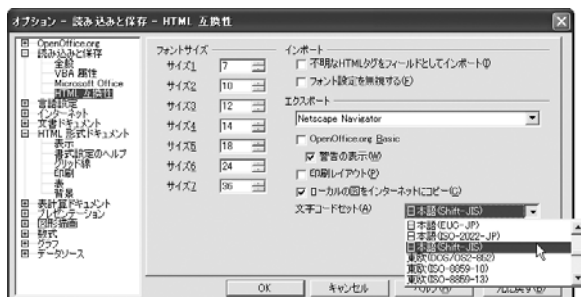 オプション - 読み込みと保存 - HTML 互換性
OpenOffice.org
読み込みと保存
全般
VBA 属性
Microsoft Office
HTML 互換性
言語設定
インターネット
文書ドキュメント
HTML 形式ドキュメント
表示
書式設定のヘルプ
グリッド線
印刷
表
背景
表計算ドキュメント
プレゼンテーション
図形描画
数式
グラフ
データソース
フォントサイズ
サイズ1 7
サイズ2 10
サイズ3 12
サイズ4 14
サイズ5 18
サイズ6 24
サイズ7 36
インポート
不明なHTMLタグをフィールドとしてインポート(I)
フォント設定を無視する(F)
エクスポート
Netscape Navigator
OpenOffice.org Basic
警告の表示(W)
印刷レイアウト(P)
ローカルの図をインターネットにコピー(C)
文字コードセット(A) 日本語(Shift-JIS)
日本語(EUC-JP)
日本語(ISO-2022-JP)
日本語(Shift-JIS)
東欧(DOS/OS2-852)
東欧(ISO-8859-10)
東欧(ISO-8859-13)
OK キャンセル